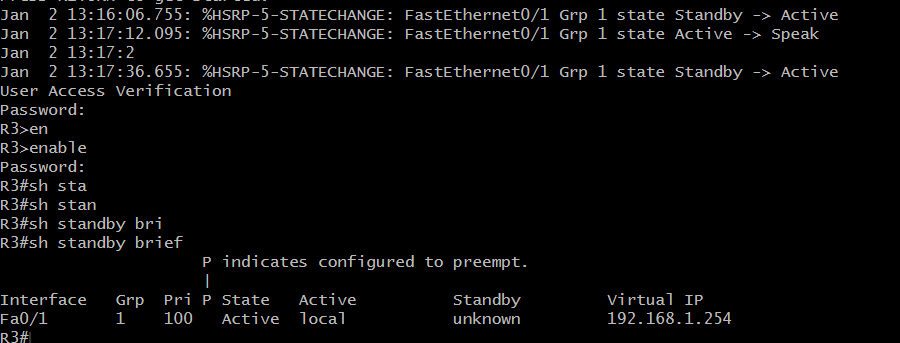 Jan  2 13:16:06.755: %HSRP-5-STATECHANGE: FastEthernet0/1 Grp 1 state Standby -> Active
Jan  2 13:17:12.095: %HSRP-5-STATECHANGE: FastEthernet0/1 Grp 1 state Active -> Speak
Jan  2 13:17:2
Jan  2 13:17:36.655: %HSRP-5-STATECHANGE: FastEthernet0/1 Grp 1 state Standby -> Active
User Access Verification
Password:
R3>en
R3>enable
Password:
R3#sh sta
R3#sh stan
R3#sh standby bri
R3#sh standby brief
                     P indicates configured to preempt.
                     |
Interface   Grp  Pri P State   Active          Standby         Virtual IP
Fa0/1       1    100   Active  local           unknown         192.168.1.254
R3#